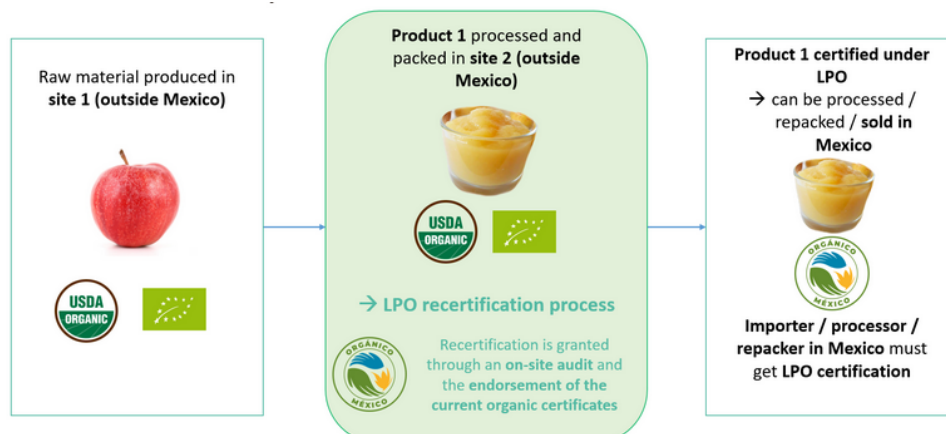 Raw material produced in
site 1 (outside Mexico)
USDA
ORGANIC
Product 1 processed and
packed in site 2 (outside
Mexico)
USDA
ORGANIC
→ LPO recertification process
ORGÁNICO
MÉXICO
Recertification is granted
through an on-site audit and
the endorsement of the
current organic certificates
Product 1 certified under
LPO
→ can be processed /
repacked / sold in
Mexico
ORGÁNICO
MÉXICO
Importer / processor /
repacker in Mexico must
get LPO certification